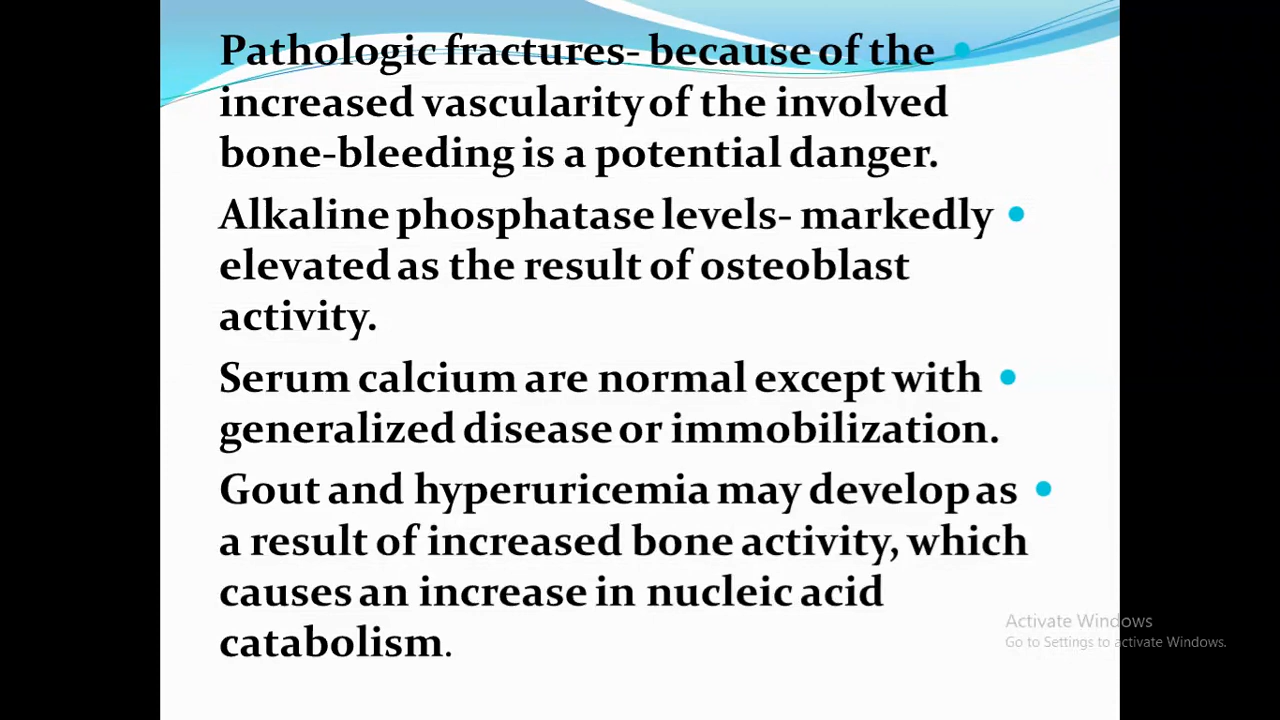 Pathologic fractures- because of the
increased vascularity of the involved
bone-bleeding is a potential danger.
Alkaline phosphatase levels- markedly
elevated as the result of osteoblast
activity.
Serum calcium are normal except with
generalized disease or immobilization.
Gout and hyperuricemia may develop as
a result of increased bone activity, which
causes an increase in nucleic acid
catabolism.
Activate Windows
Go to Settings to activate Windows.